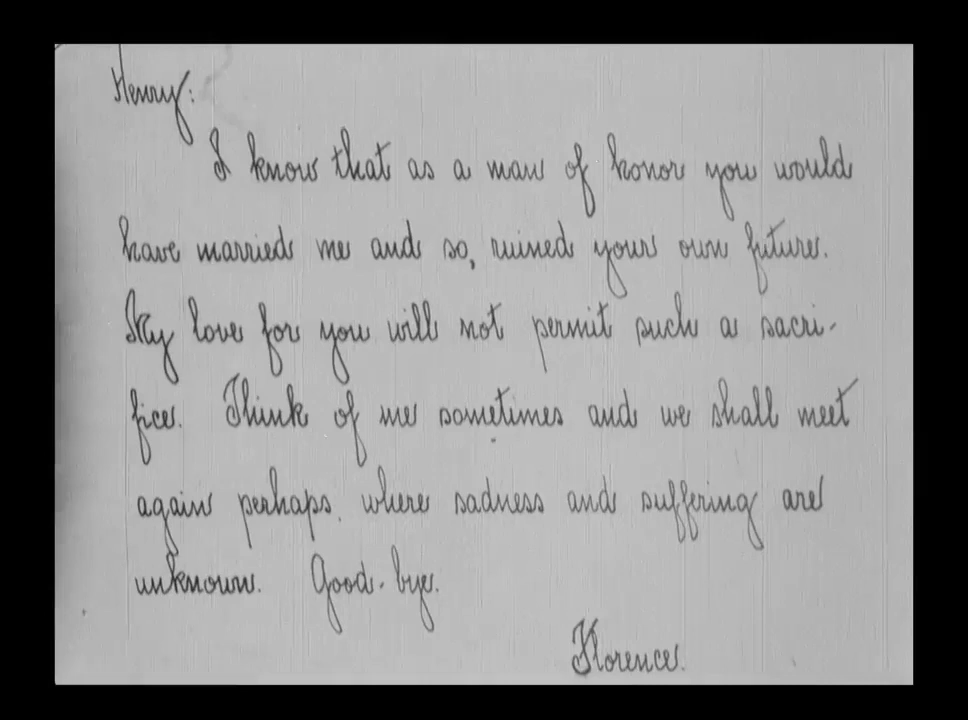 Henry:
I know that as a man of honor you would
have married me and so, ruined your own future.
My love for you will not permit such a sacri-
fice. Think of me sometimes and we shall meet
again perhaps. where sadness and suffering are
unknown. Good-bye.
Florence.